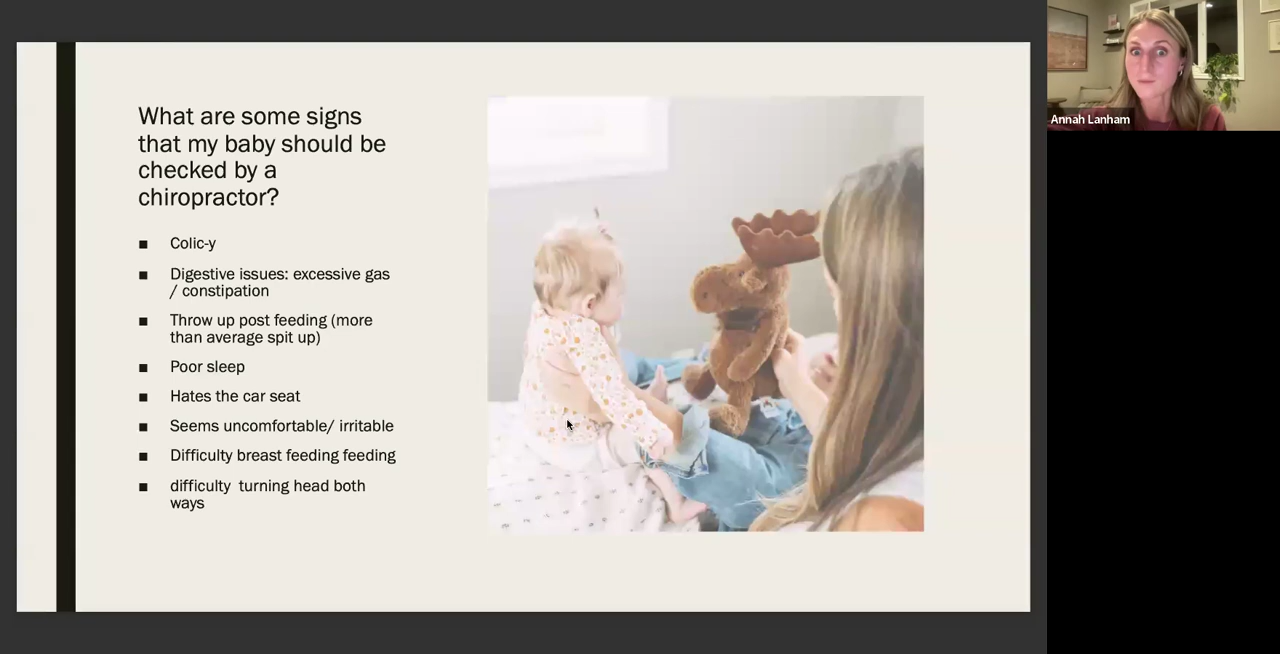 What are some signs
that my baby should be
checked by a
chiropractor?
■ Colic-y
■ Digestive issues: excessive gas
/ constipation
■ Throw up post feeding (more
than average spit up)
■ Poor sleep
■ Hates the car seat
■ Seems uncomfortable/ irritable
■ Difficulty breast feeding feeding
■ difficulty  turning head both
ways
Annah Lanham